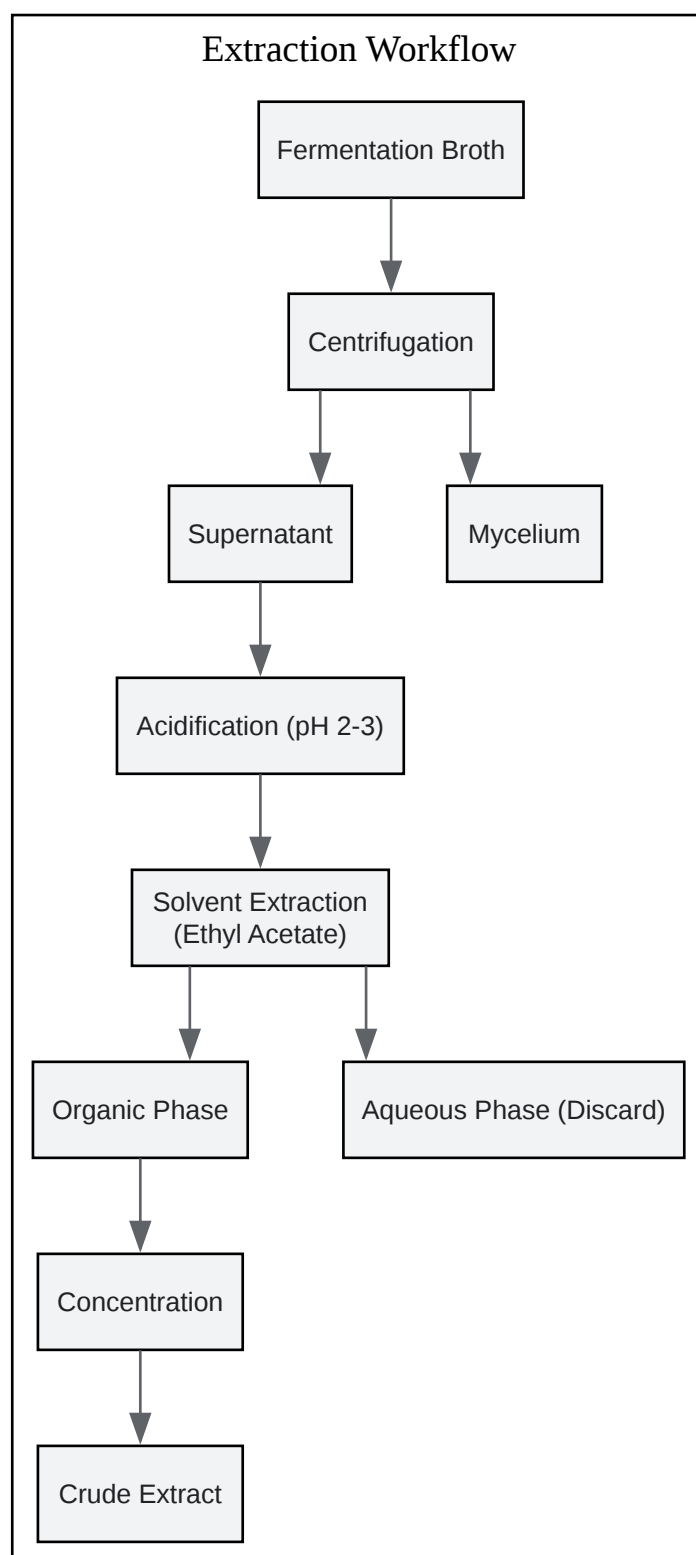 Extraction Workflow
Fermentation Broth
Centrifugation
Supernatant
Mycelium
Acidification (pH 2-3)
Solvent Extraction
(Ethyl Acetate)
Organic Phase
Aqueous Phase (Discard)
Concentration
Crude Extract